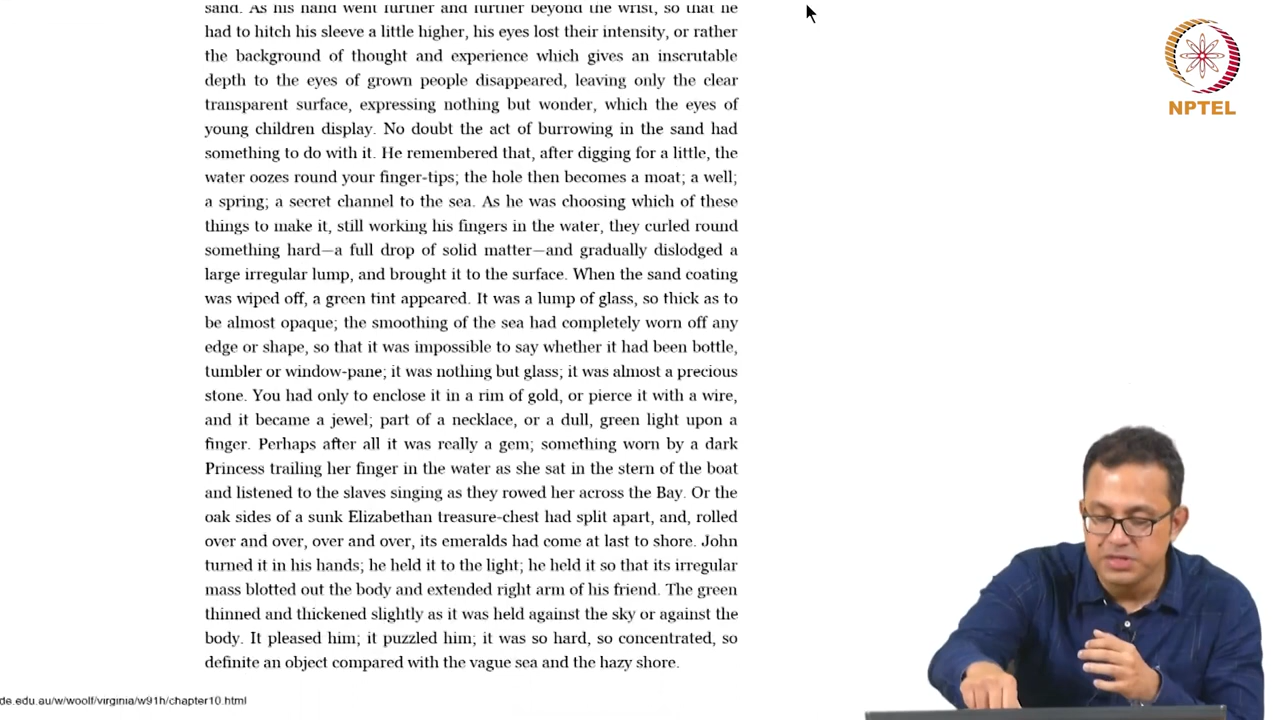 sand. As his hand went further and further beyond the wrist, so that he
had to hitch his sleeve a little higher, his eyes lost their intensity, or rather
the background of thought and experience which gives an inscrutable
depth to the eyes of grown people disappeared, leaving only the clear
transparent surface, expressing nothing but wonder, which the eyes of
young children display. No doubt the act of burrowing in the sand had
something to do with it. He remembered that, after digging for a little, the
water oozes round your finger-tips; the hole then becomes a moat; a well;
a spring; a secret channel to the sea. As he was choosing which of these
things to make it, still working his fingers in the water, they curled round
something hard—a full drop of solid matter—and gradually dislodged a
large irregular lump, and brought it to the surface. When the sand coating
was wiped off, a green tint appeared. It was a lump of glass, so thick as to
be almost opaque; the smoothing of the sea had completely worn off any
edge or shape, so that it was impossible to say whether it had been bottle,
tumbler or window-pane; it was nothing but glass; it was almost a precious
stone. You had only to enclose it in a rim of gold, or pierce it with a wire,
and it became a jewel; part of a necklace, or a dull, green light upon a
finger. Perhaps after all it was really a gem; something worn by a dark
Princess trailing her finger in the water as she sat in the stern of the boat
and listened to the slaves singing as they rowed her across the Bay. Or the
oak sides of a sunk Elizabethan treasure-chest had split apart, and, rolled
over and over, over and over, its emeralds had come at last to shore. John
turned it in his hands; he held it to the light; he held it so that its irregular
mass blotted out the body and extended right arm of his friend. The green
thinned and thickened slightly as it was held against the sky or against the
body. It pleased him; it puzzled him; it was so hard, so concentrated, so
definite an object compared with the vague sea and the hazy shore.
de.edu.au/w/woolf/virginia/w91h/chapter10.html
NPTEL